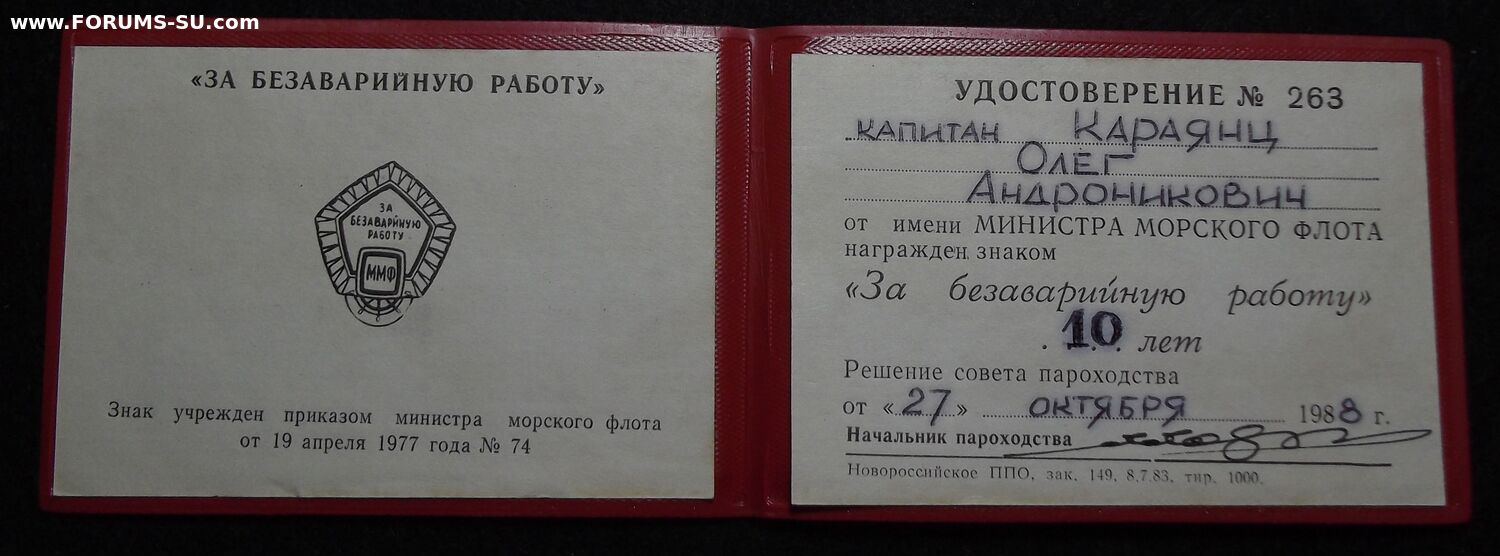 www.FORUMS-SU.com
«ЗА БЕЗАВАРИЙНУЮ РАБОТУ»
ЗА
БЕЗАВАРИЙНУЮ
РАБОТУ
ММФ
Знак учрежден приказом министра морского флота
от 19 апреля 1977 года № 74
УДОСТОВЕРЕНИЕ № 263
КАПИТАН КАРАЯНЦ
ОЛЕГ
АНДРОНИКОВИЧ
от имени МИНИСТРА МОРСКОГО ФЛОТА
награжден знаком
«За безаварийную работу»
10 лет
Решение совета пароходства
от «27» ОКТЯБРЯ 1988 г.
Начальник пароходства
Новороссийское ППО, зак. 149, 8.7.83, тир. 1000.